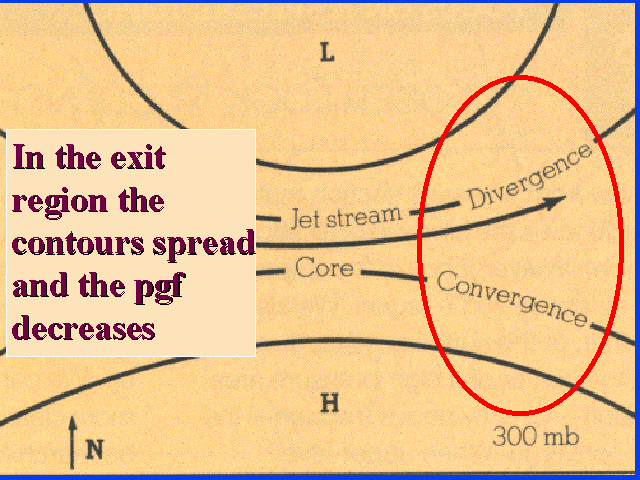 L
In the exit
region the
contours spread
and the pgf
decreases
Divergence
Jet stream
Core
Convergence
H
N
300 mb